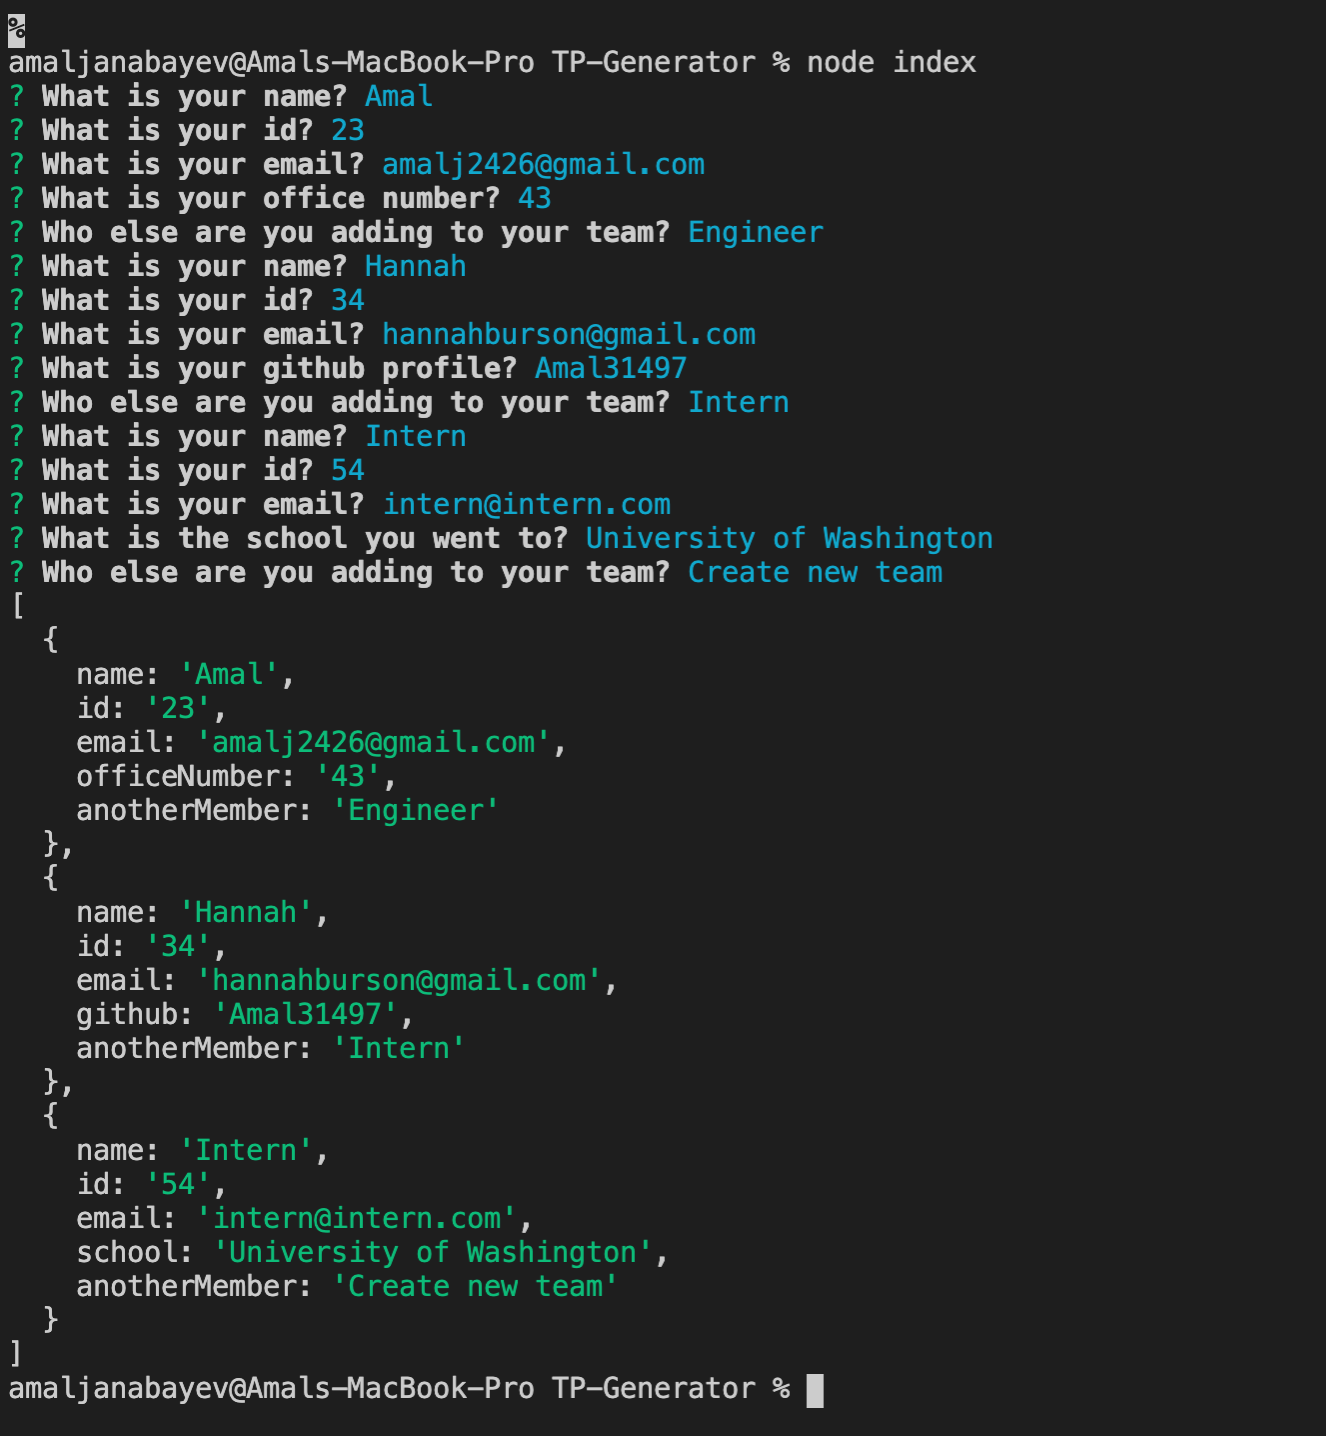 %
amaljanabayev@Amals-MacBook-Pro TP-Generator % node index
? What is your name? Amal
? What is your id? 23
? What is your email? amalj2426@gmail.com
? What is your office number? 43
? Who else are you adding to your team? Engineer
? What is your name? Hannah
? What is your id? 34
? What is your email? hannahburson@gmail.com
? What is your github profile? Amal31497
? Who else are you adding to your team? Intern
? What is your name? Intern
? What is your id? 54
? What is your email? intern@intern.com
? What is the school you went to? University of Washington
? Who else are you adding to your team? Create new team
[
  {
    name: 'Amal',
    id: '23',
    email: 'amalj2426@gmail.com',
    officeNumber: '43',
    anotherMember: 'Engineer'
  },
  {
    name: 'Hannah',
    id: '34',
    email: 'hannahburson@gmail.com',
    github: 'Amal31497',
    anotherMember: 'Intern'
  },
  {
    name: 'Intern',
    id: '54',
    email: 'intern@intern.com',
    school: 'University of Washington',
    anotherMember: 'Create new team'
  }
]
amaljanabayev@Amals-MacBook-Pro TP-Generator %